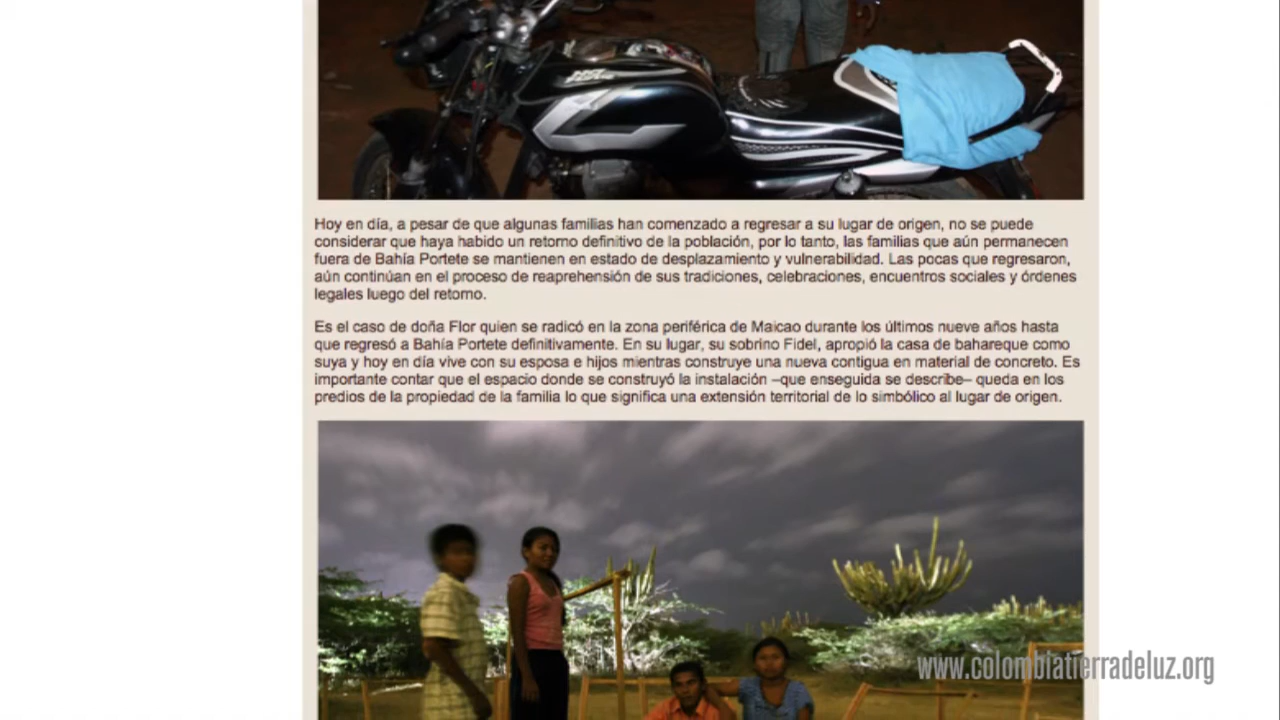 Hoy en día, a pesar de que algunas familias han comenzado a regresar a su lugar de origen, no se puede
considerar que haya habido un retorno definitivo de la población, por lo tanto, las familias que aún permanecen
fuera de Bahía Portete se mantienen en estado de desplazamiento y vulnerabilidad. Las pocas que regresaron,
aún continúan en el proceso de reaprehensión de sus tradiciones, celebraciones, encuentros sociales y órdenes
legales luego del retorno.
Es el caso de doña Flor quien se radicó en la zona periférica de Maicao durante los últimos nueve años hasta
que regresó a Bahía Portete definitivamente. En su lugar, su sobrino Fidel, apropió la casa de bahareque como
suya y hoy en día vive con su esposa e hijos mientras construye una nueva contigua en material de concreto. Es
importante contar que el espacio donde se construyó la instalación –que enseguida se describe– queda en los
predios de la propiedad de la familia lo que significa una extensión territorial de lo simbólico al lugar de origen.
www.colombiatierradeluz.org